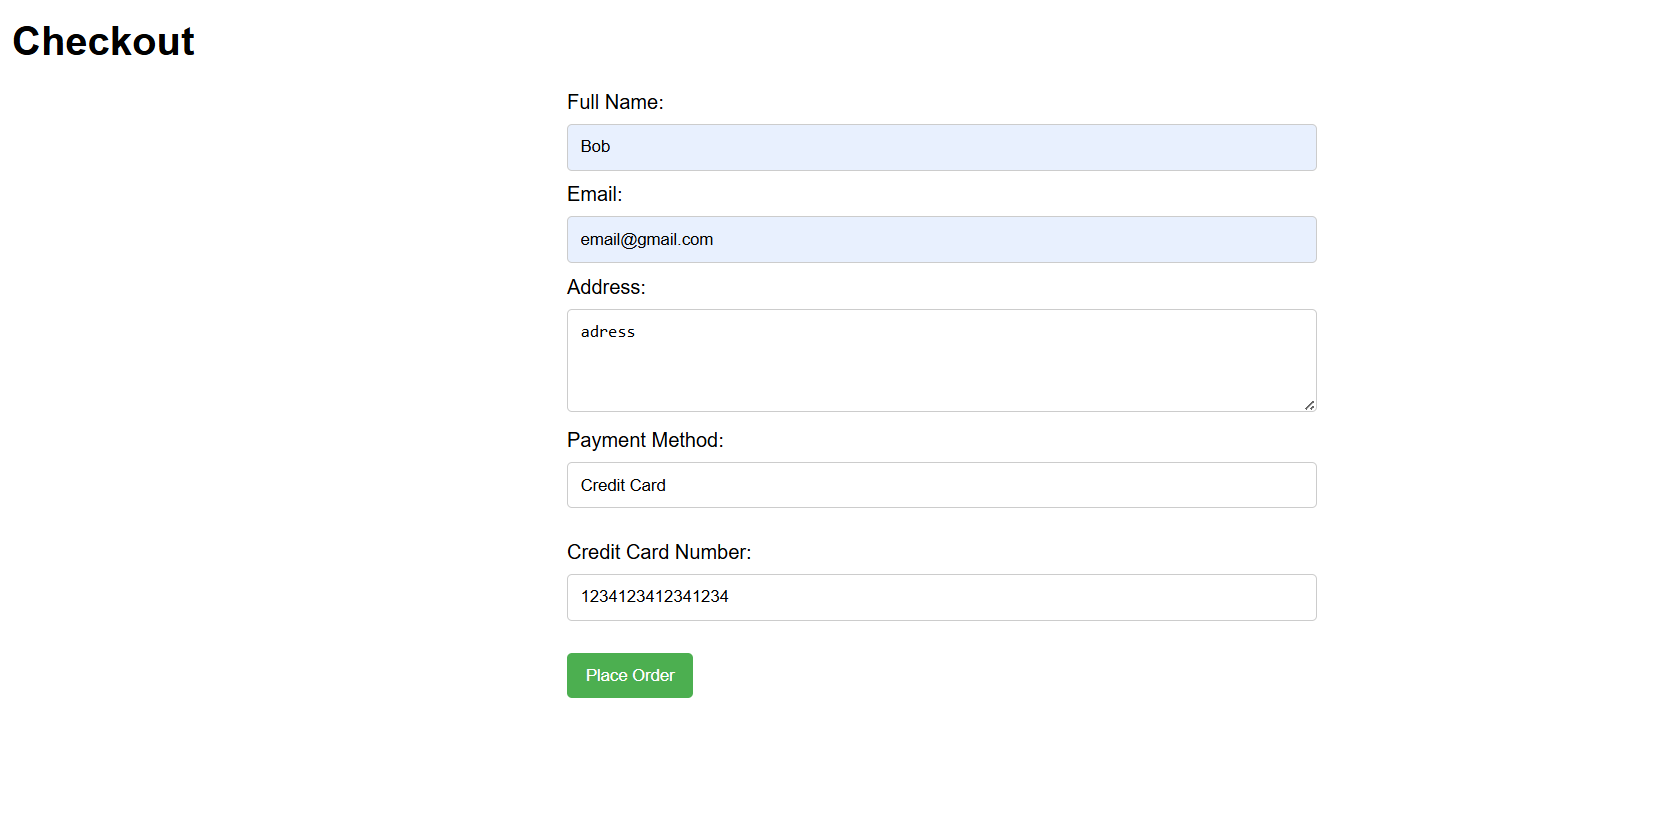 Checkout
Full Name:
Bob
Email:
email@gmail.com
Address:
adress
Payment Method:
Credit Card
Credit Card Number:
1234123412341234
Place Order